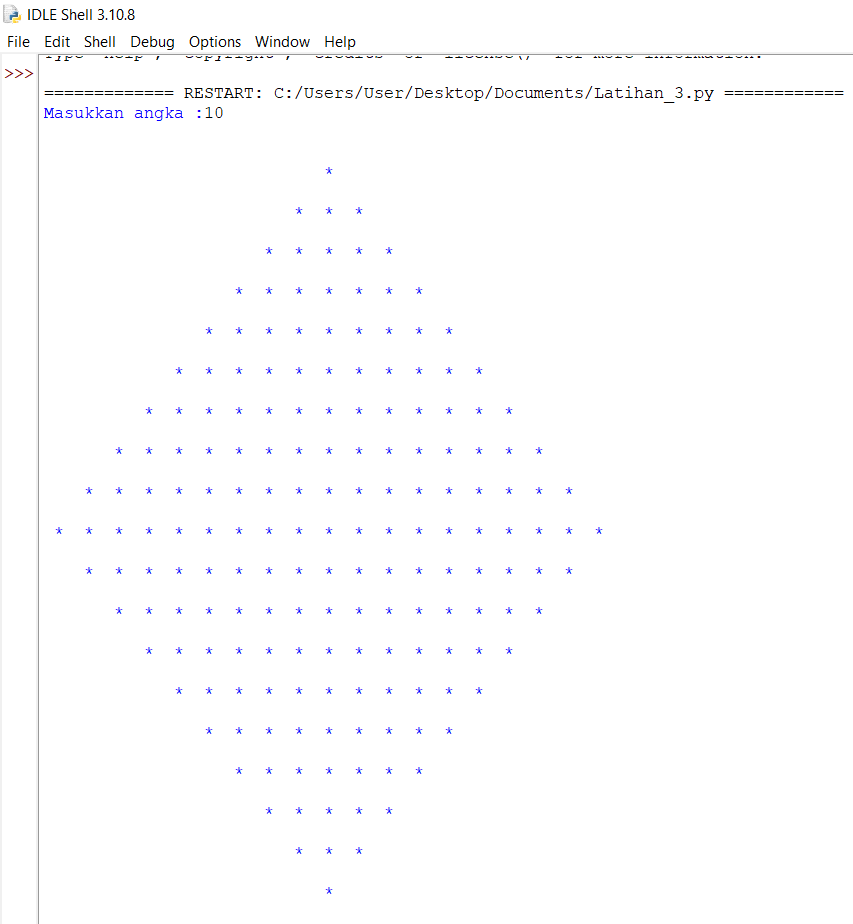 IDLE Shell 3.10.8
File Edit Shell Debug Options Window Help
Type "help", "copyright", "credits" or "license()" for more information.
>>>
============= RESTART: C:/Users/User/Desktop/Documents/Latihan_3.py ============
Masukkan angka :10
*
* * *
* * * * *
* * * * * * *
* * * * * * * * *
* * * * * * * * * * *
* * * * * * * * * * * * *
* * * * * * * * * * * * * * *
* * * * * * * * * * * * * * * * *
* * * * * * * * * * * * * * * * * * *
* * * * * * * * * * * * * * * * *
* * * * * * * * * * * * * * *
* * * * * * * * * * * * *
* * * * * * * * * * *
* * * * * * * * *
* * * * * * *
* * * * *
* * *
*